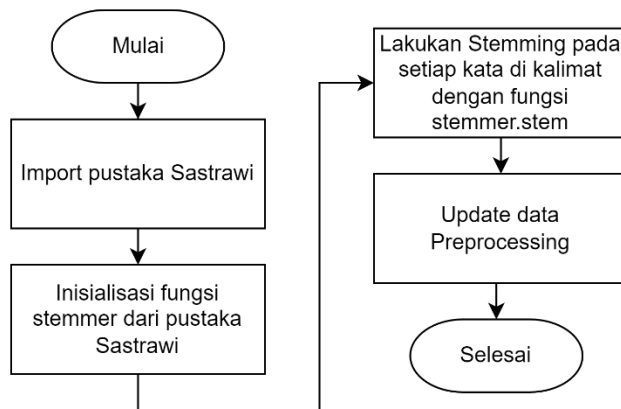 Mulai
Import pustaka Sastrawi
Inisialisasi fungsi
stemmer dari pustaka
Sastrawi
Lakukan Stemming pada
setiap kata di kalimat
dengan fungsi
stemmer.stem
Update data
Preprocessing
Selesai